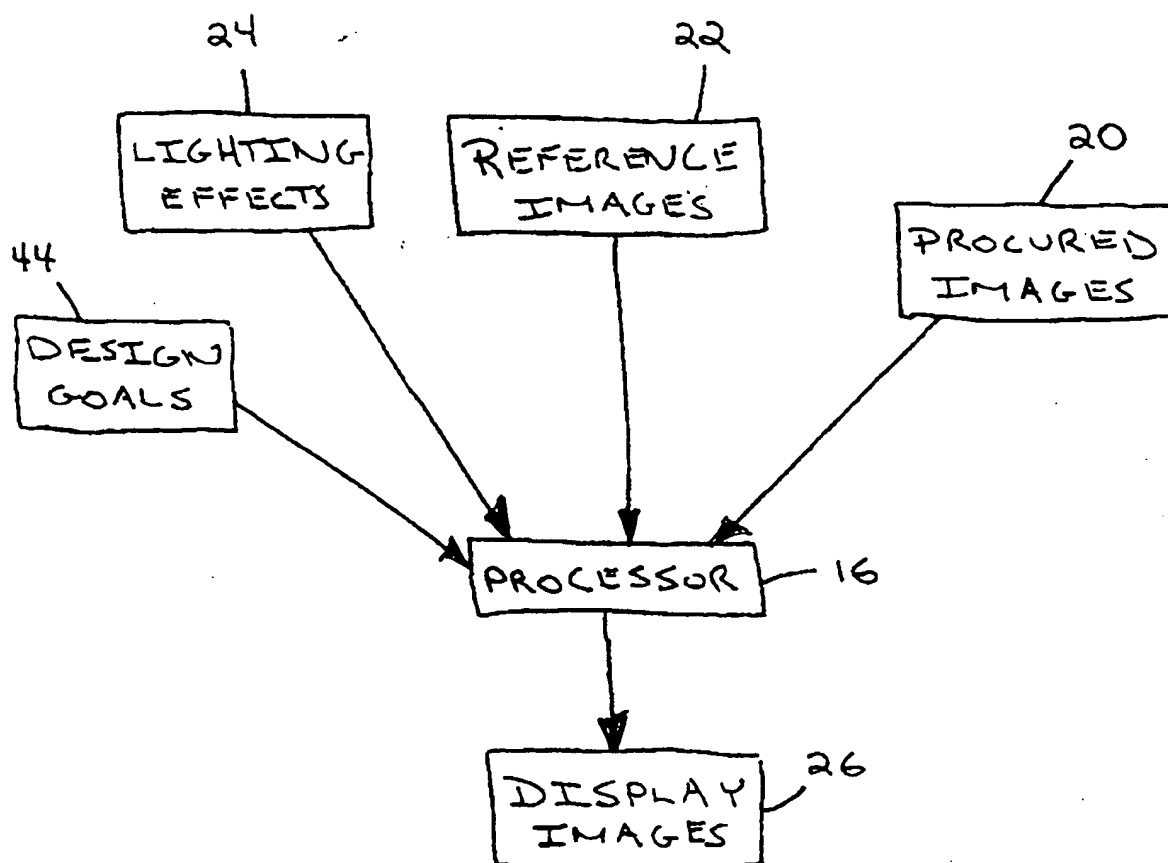 24
22
20
LIGHTING
EFFECTS
REFERENCE
IMAGES
PROCURED
IMAGES
44
DESIGN
GOALS
PROCESSOR
16
DISPLAY
IMAGES
26